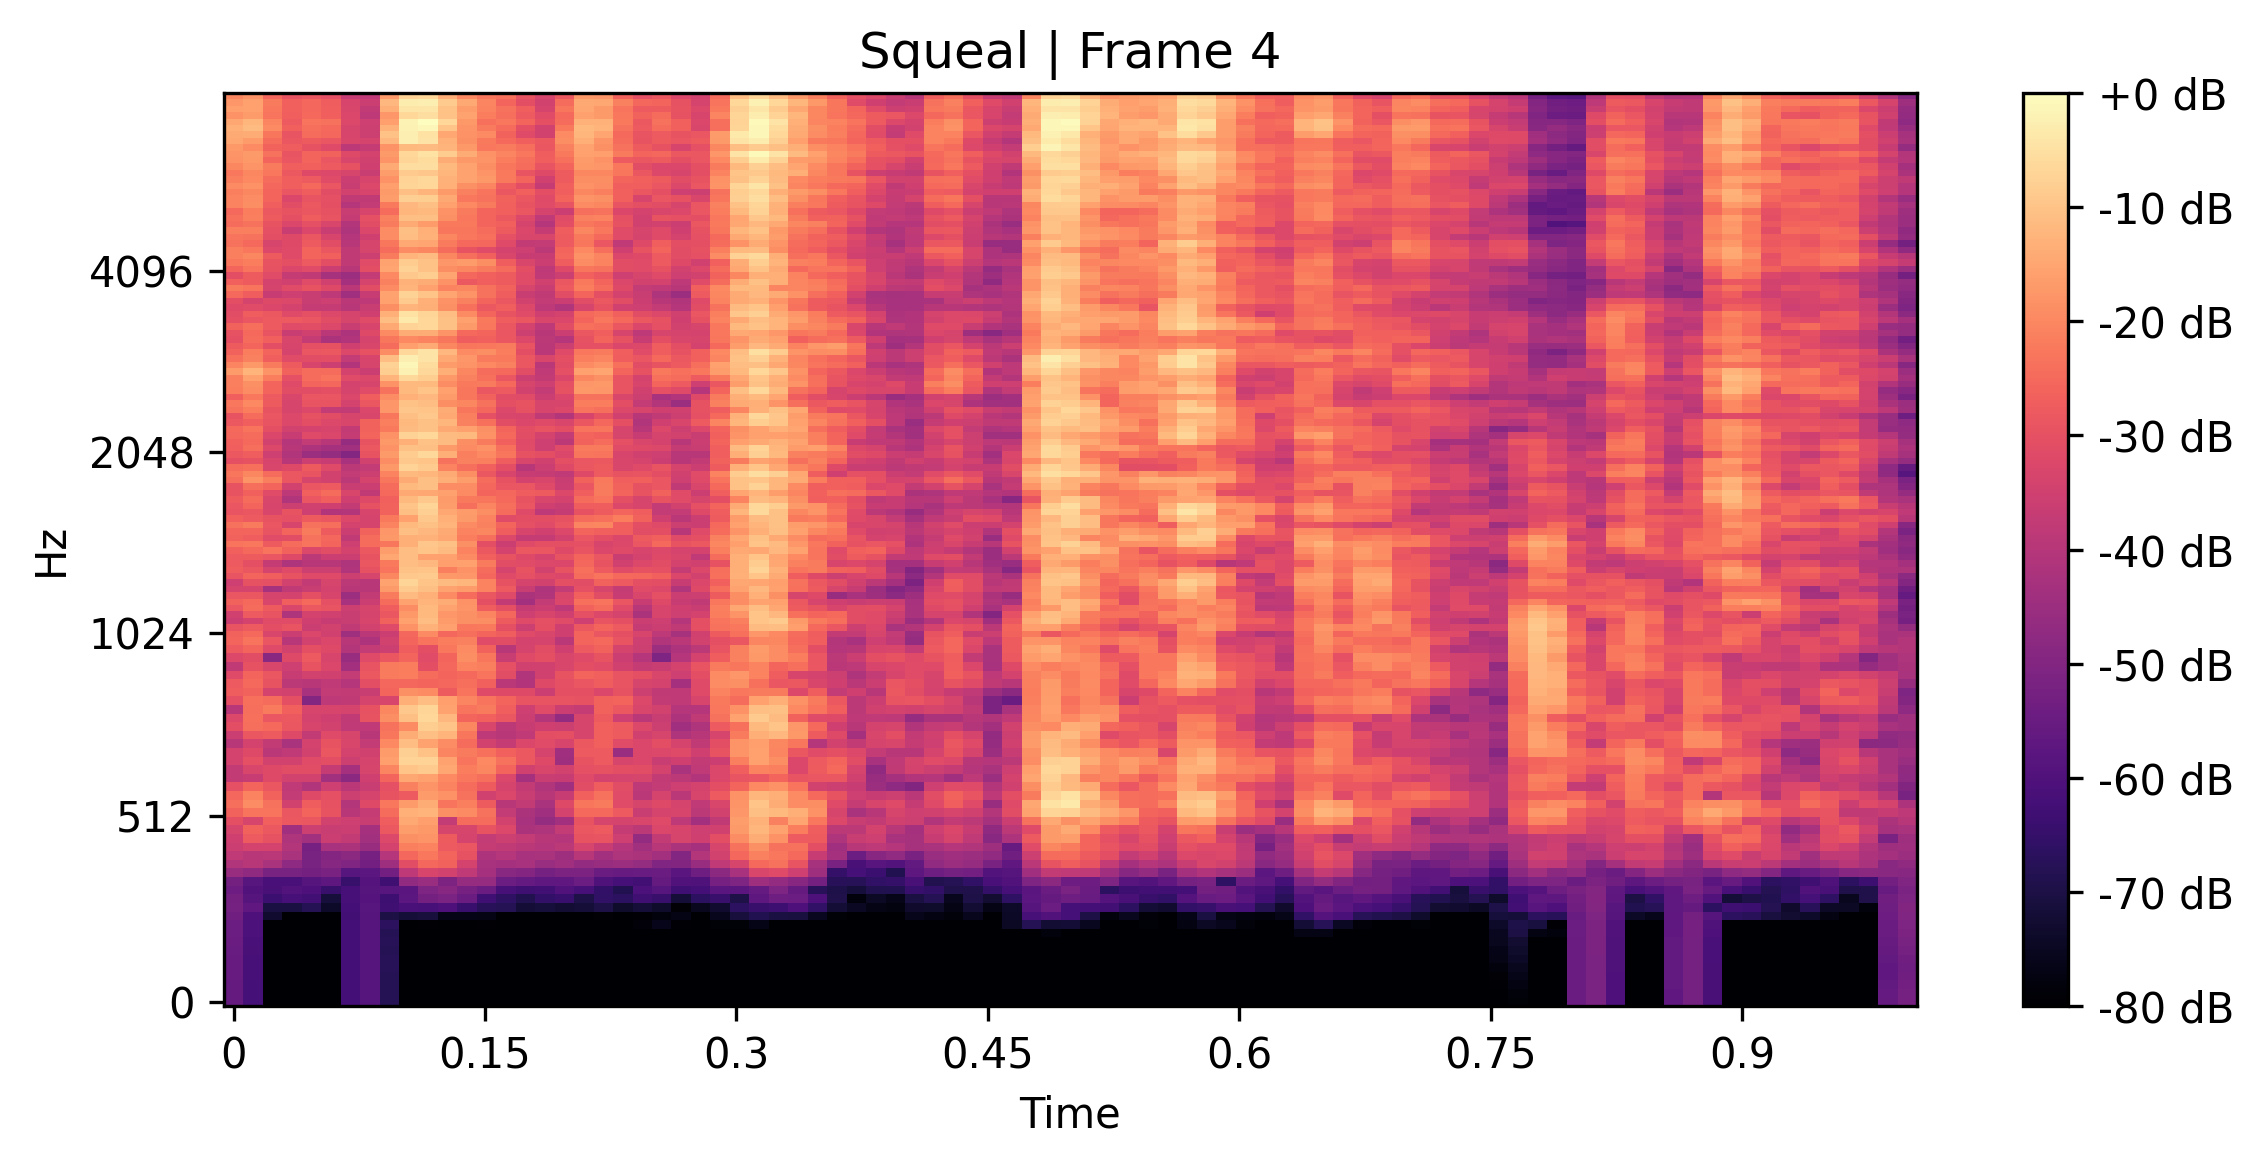 Squeal | Frame 4
+0 dB
-10 dB
-20 dB
-30 dB
-40 dB
-50 dB
-60 dB
-70 dB
-80 dB
Hz
4096
2048
1024
512
0
0 0.15 0.3 0.45 0.6 0.75 0.9
Time